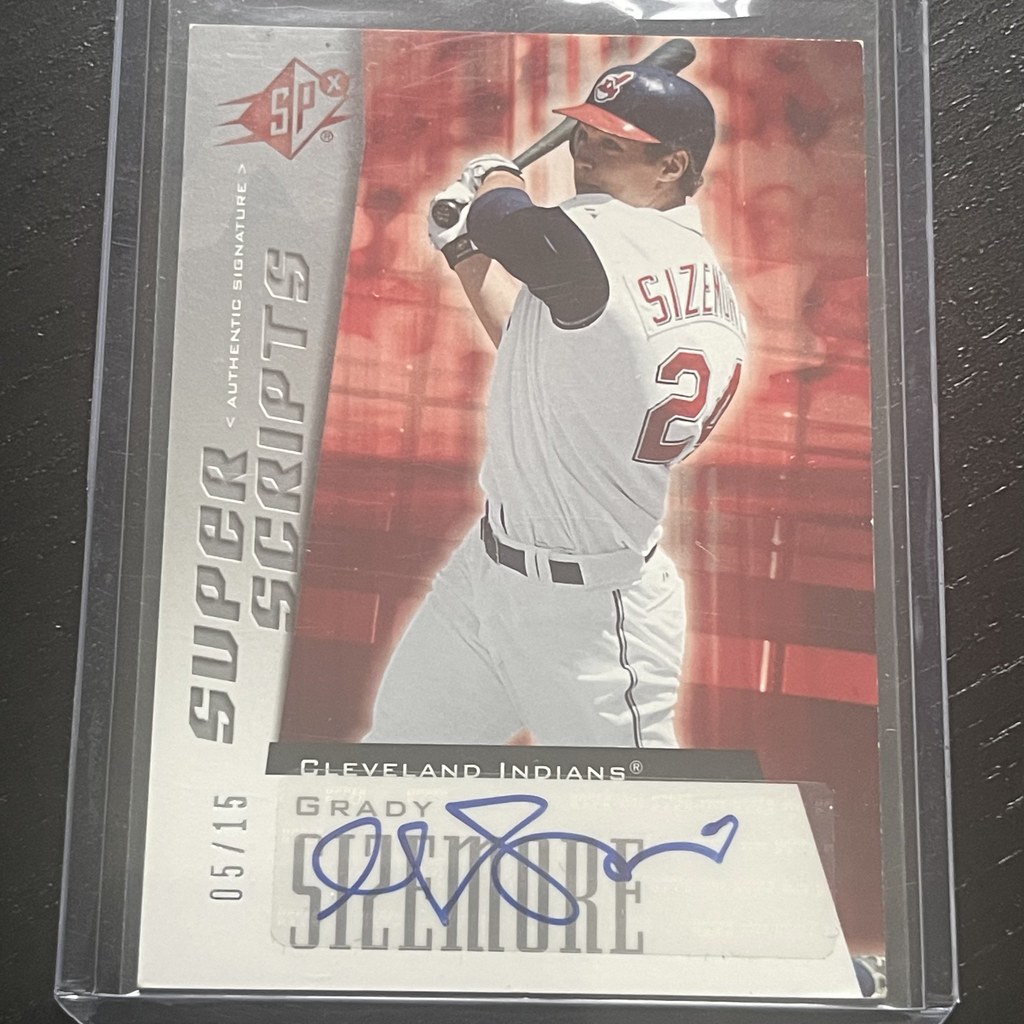 SPX®
< AUTHENTIC SIGNATURE >
SUPER
SCRIPTS
SIZEMORE
24
CLEVELAND INDIANS®
GRADY
SIZEMORE
05/15